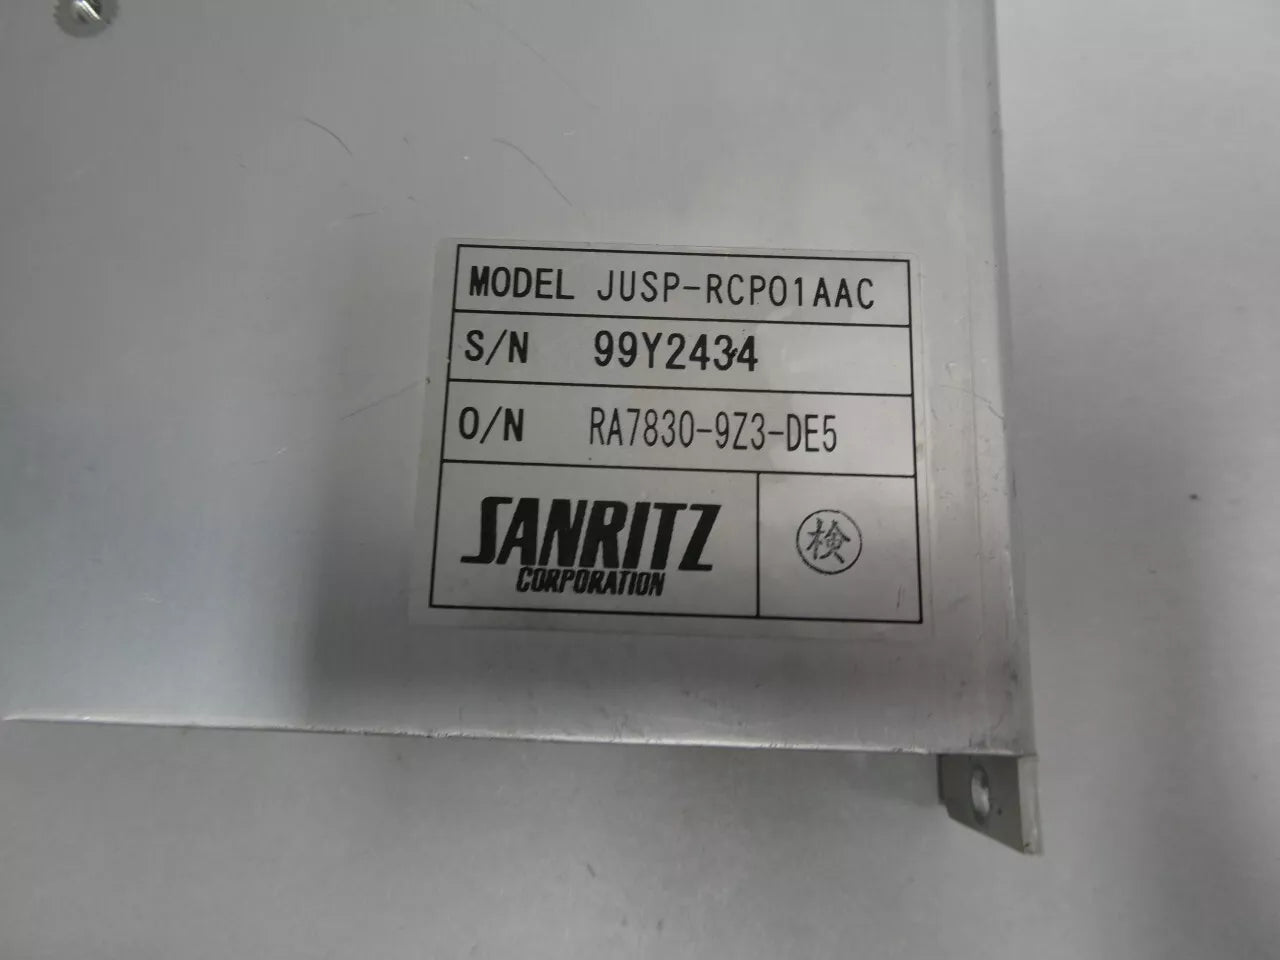 MODEL JUSP-RCP01AAC
S/N 99Y2434
O/N RA7830-9Z3-DE5
SANRITZ
CORPORATION
検